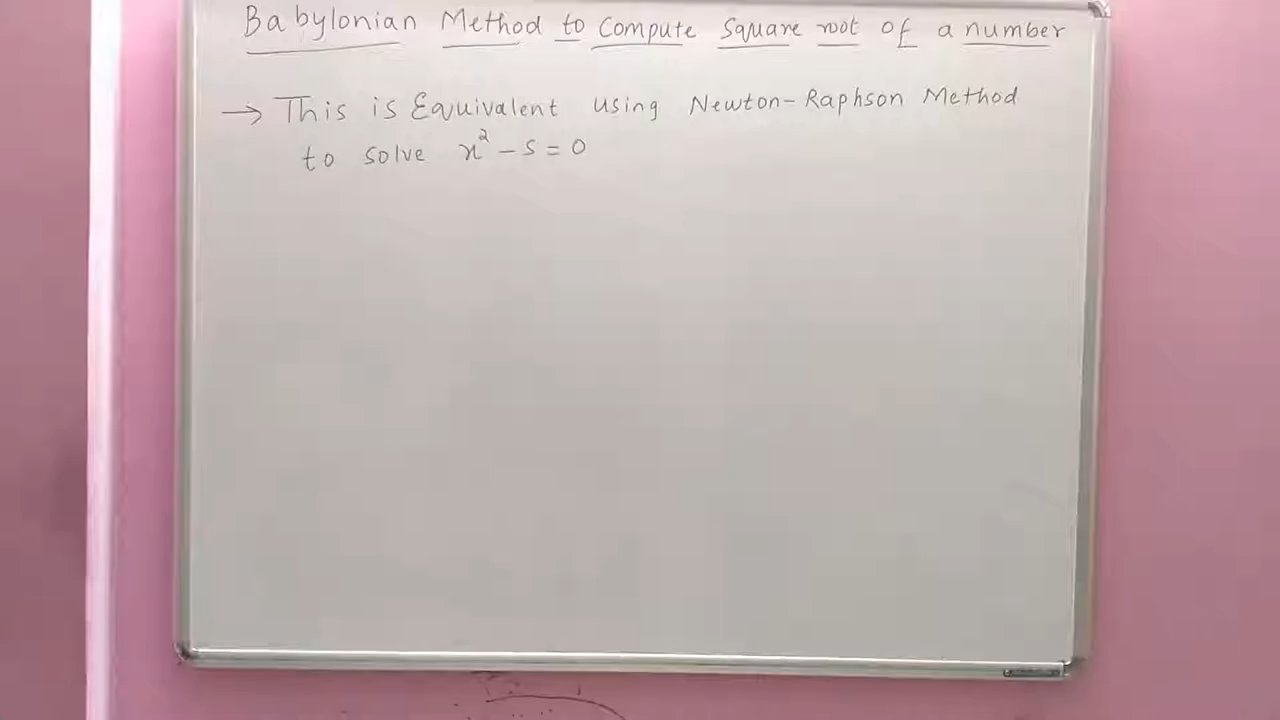 Babylonian Method to Compute Square root of a number
→ This is Equivalent using Newton-Raphson Method
to solve x² - s = 0